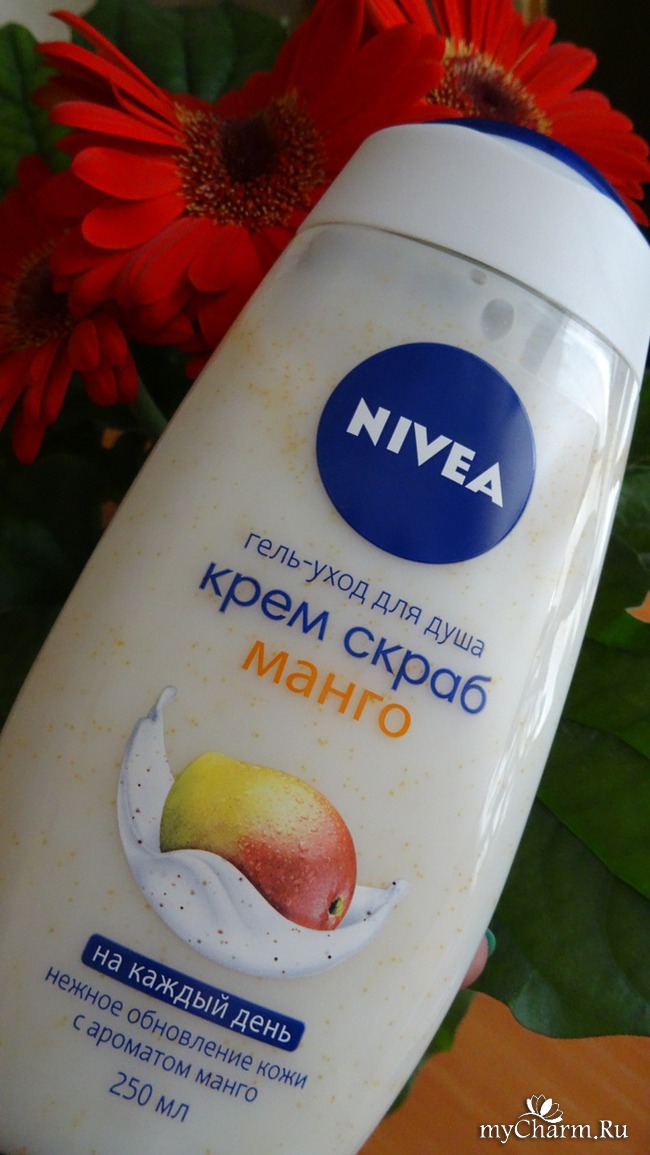 NIVEA
гель-уход для душа
крем скраб
манго
на каждый день
нежное обновление кожи
с ароматом манго
250 мл
myCharm.Ru